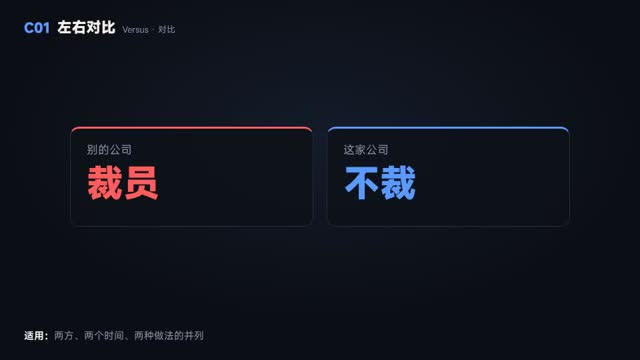 C01 左右对比 Versus · 对比
别的公司
裁员
这家公司
不裁
适用：两方、两个时间、两种做法的并列